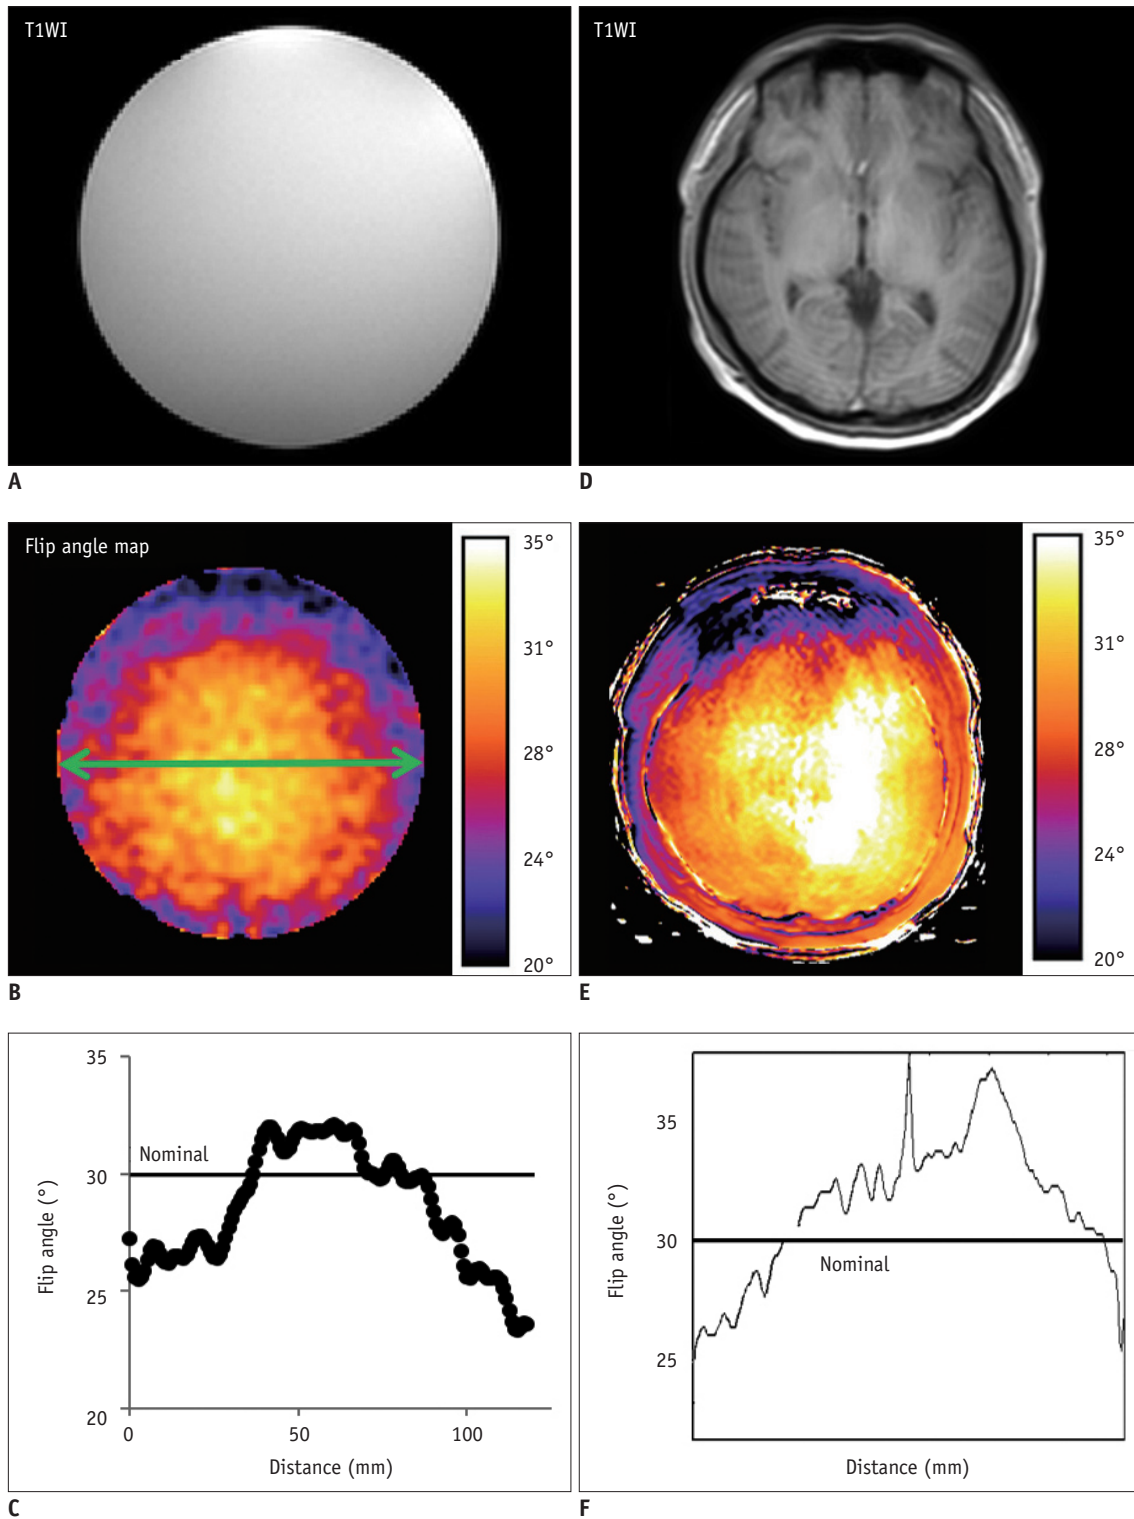 T1WI
A
T1WI
D
Flip angle map
35°
31°
28°
24°
20°
B
35°
31°
28°
24°
20°
E
35
30
25
20
Nominal
Flip angle (°)
0
50
100
Distance (mm)
C
35
30
25
Nominal
Flip angle (°)
Distance (mm)
F